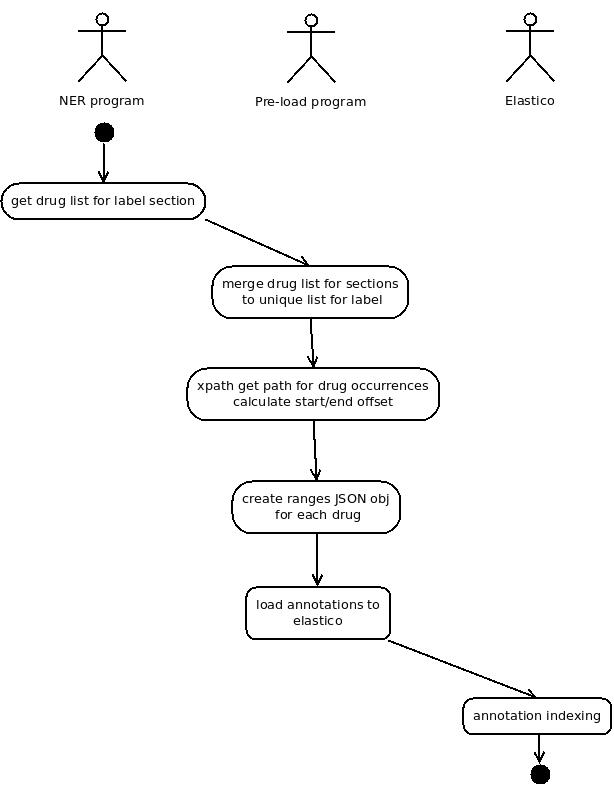 NER program
Pre-load program
Elastico
get drug list for label section
merge drug list for sections
to unique list for label
xpath get path for drug occurrences
calculate start/end offset
create ranges JSON obj
for each drug
load annotations to
elastico
annotation indexing